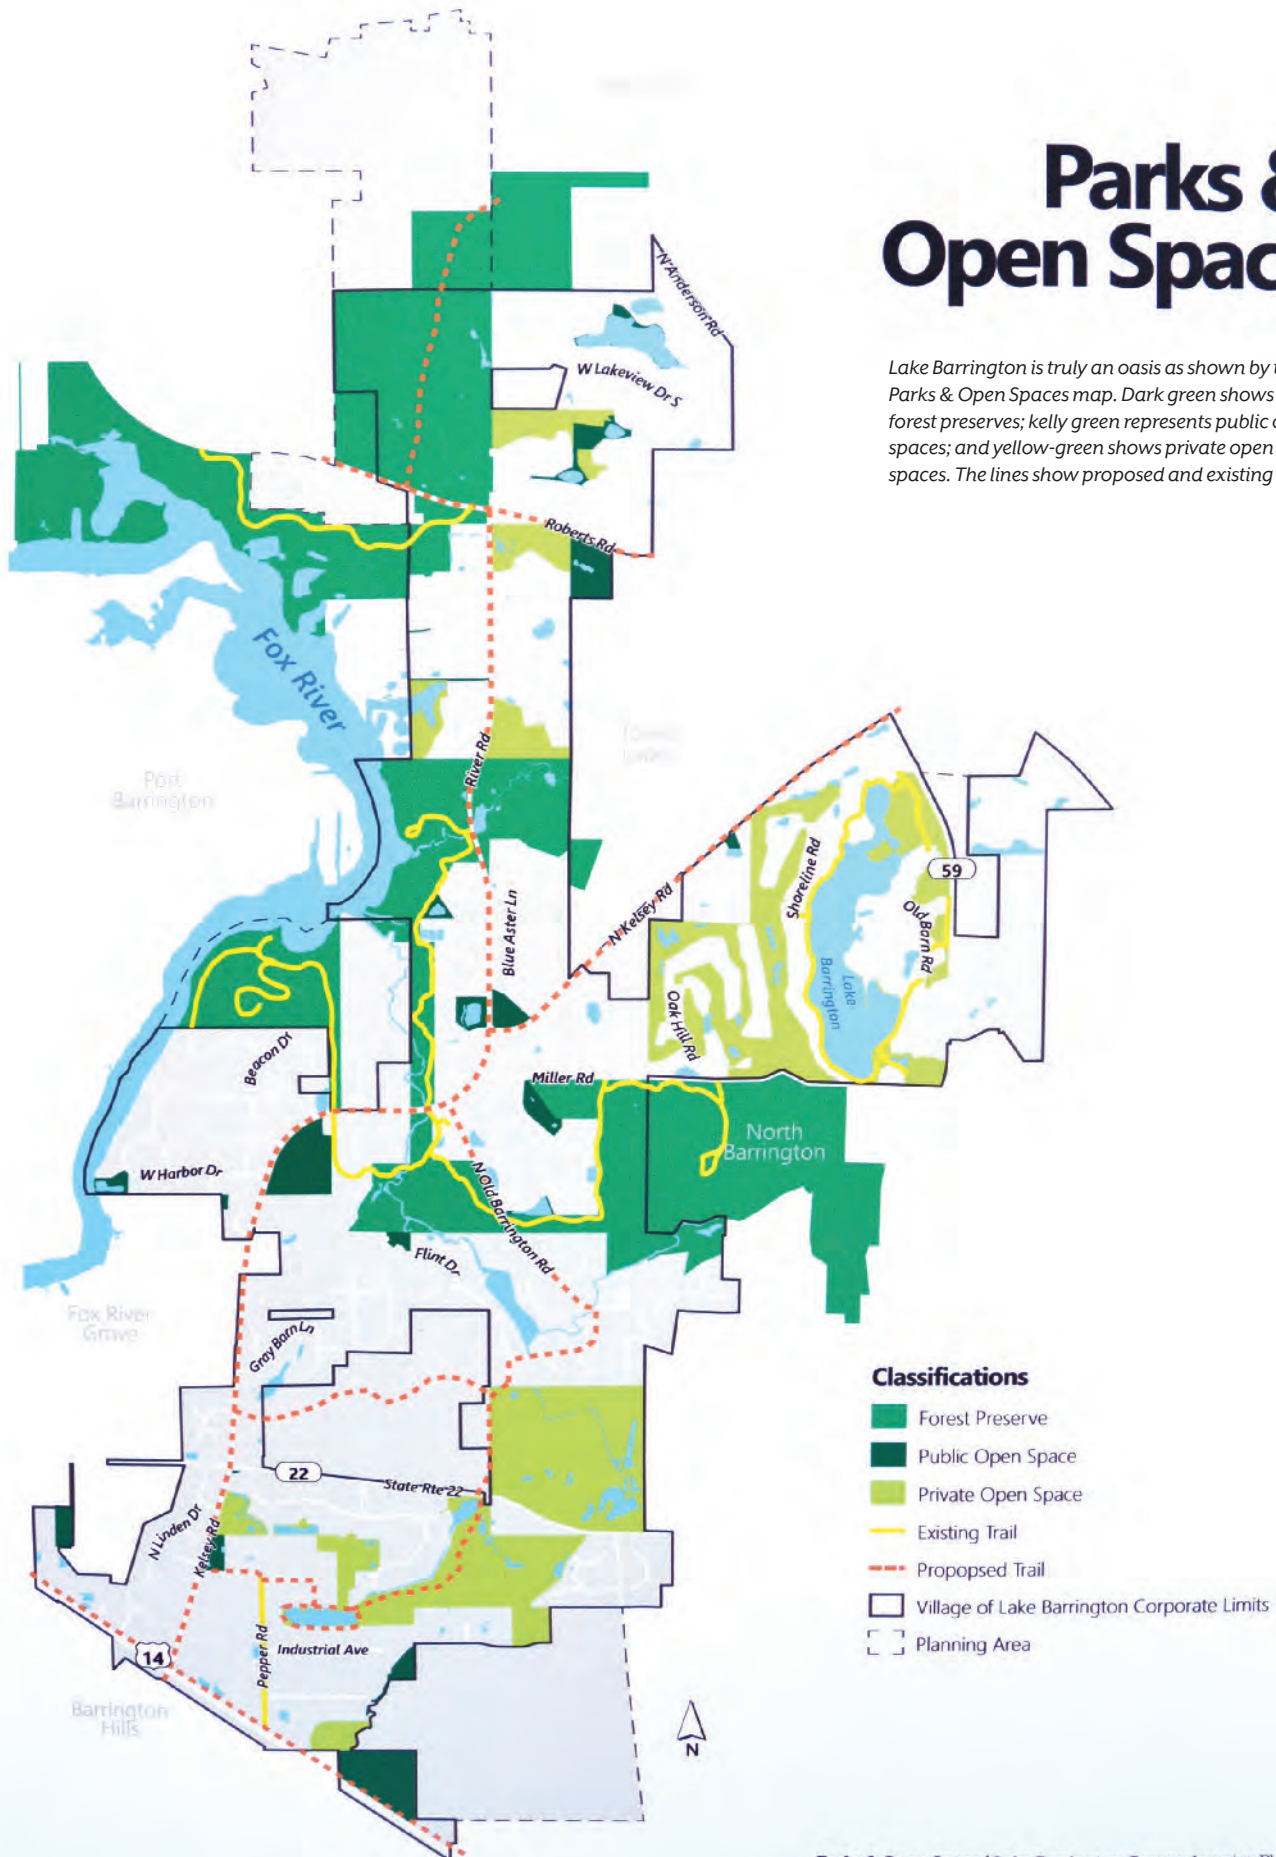 Parks &
Open Spac
Lake Barrington is truly an oasis as shown by
Parks & Open Spaces map. Dark green shows
forest preserves; kelly green represents public
spaces; and yellow-green shows private open
spaces. The lines show proposed and existing
N Anderson Rd
W Lakeview Dr S
Roberts Rd
Fox River
River Rd
Port
Barrington
Shoreline Rd
59
Old Barn Rd
N Kelsey Rd
Blue Aster Ln
Lake
Barrington
Oak Hill Rd
Beacon Dr
Miller Rd
North
Barrington
W Harbor Dr
N Old Barrington Rd
Flint Dr
Fox River
Grove
Gray Barn Ln
22
State Rte 22
N Linden Dr
Kelsey Rd
Pepper Rd
Industrial Ave
14
Barrington
Hills
N
Classifications
Forest Preserve
Public Open Space
Private Open Space
Existing Trail
Propopsed Trail
Village of Lake Barrington Corporate Limits
Planning Area